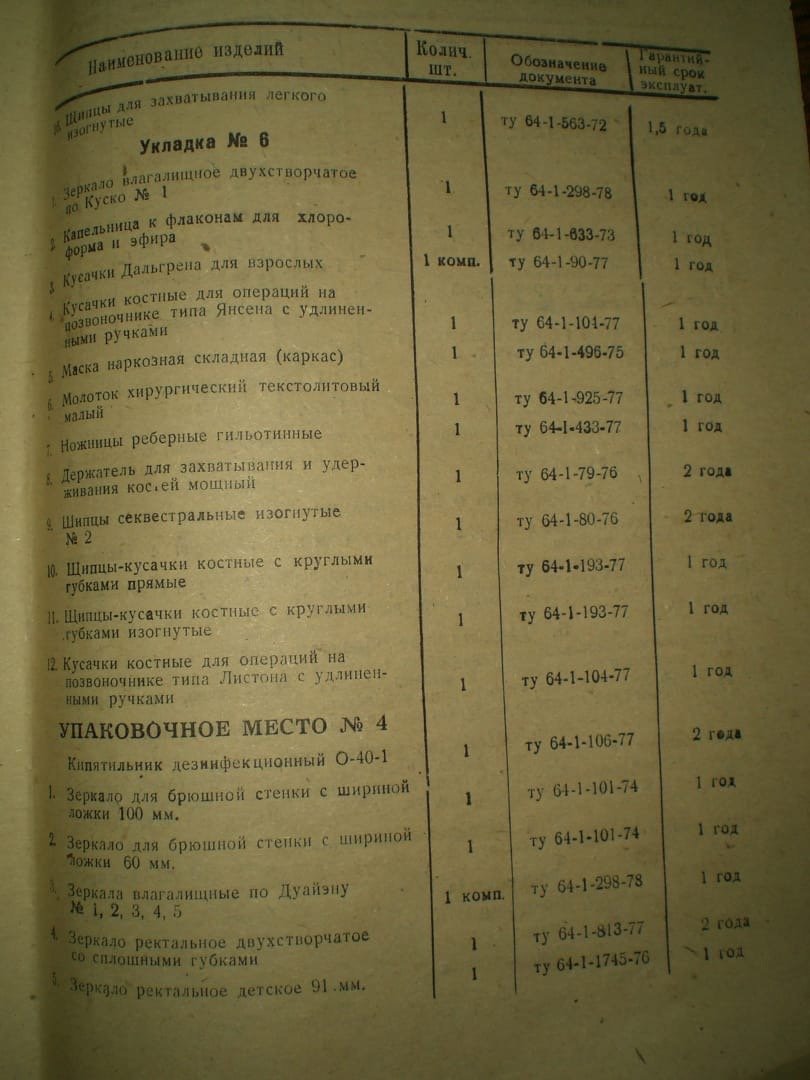 Наименование изделий Колич. шт. Обозначение документа Гарантий-ный срок эксплуат.
Щипцы для захватывания легкого
изогнутые 1 ту 64-1-563-72 1,5 года
Укладка № 6
1. Зеркало влагалищное двухстворчатое
по Куско № 1 1 ту 64-1-298-78 1 год
2. Капельница к флаконам для хлоро-
форма и эфира 1 ту 64-1-633-73 1 год
3. Кусачки Дальгрена для взрослых 1 комп. ту 64-1-90-77 1 год
4. Кусачки костные для операций на
позвоночнике типа Янсена с удлинен-
ными ручками 1 ту 64-1-104-77 1 год
5. Маска наркозная складная (каркас) 1 ту 64-1-496-75 1 год
6. Молоток хирургический текстолитовый
малый 1 ту 64-1-925-77 1 год
7. Ножницы реберные гильотинные 1 ту 64-1-433-77 1 год
8. Держатель для захватывания и удер-
живания костей мощный 1 ту 64-1-79-76 2 года
9. Шипцы секвестральные изогнутые
№ 2 1 ту 64-1-80-76 2 года
10. Щипцы-кусачки костные с круглыми
губками прямые 1 ту 64-1-193-77 1 год
11. Щипцы-кусачки костные с круглыми
губками изогнутые 1 ту 64-1-193-77 1 год
12. Кусачки костные для операций на
позвоночнике типа Листона с удлинен-
ными ручками 1 ту 64-1-104-77 1 год
УПАКОВОЧНОЕ МЕСТО № 4
Кипятильник дезинфекционный О-40-1 1 ту 64-1-106-77 2 года
1. Зеркало для брюшной стенки с шириной
ложки 100 мм. 1 ту 64-1-101-74 1 год
2. Зеркало для брюшной стенки с шириной
ложки 60 мм. 1 ту 64-1-101-74 1 год
3. Зеркала влагалищные по Дуайэну
№ 1, 2, 3, 4, 5 1 комп. ту 64-1-298-78 1 год
4. Зеркало ректальное двухстворчатое
со сплошными губками 1 ту 64-1-813-77 2 года
5. Зеркало ректальное детское 91 мм. 1 ту 64-1-1745-76 1 год